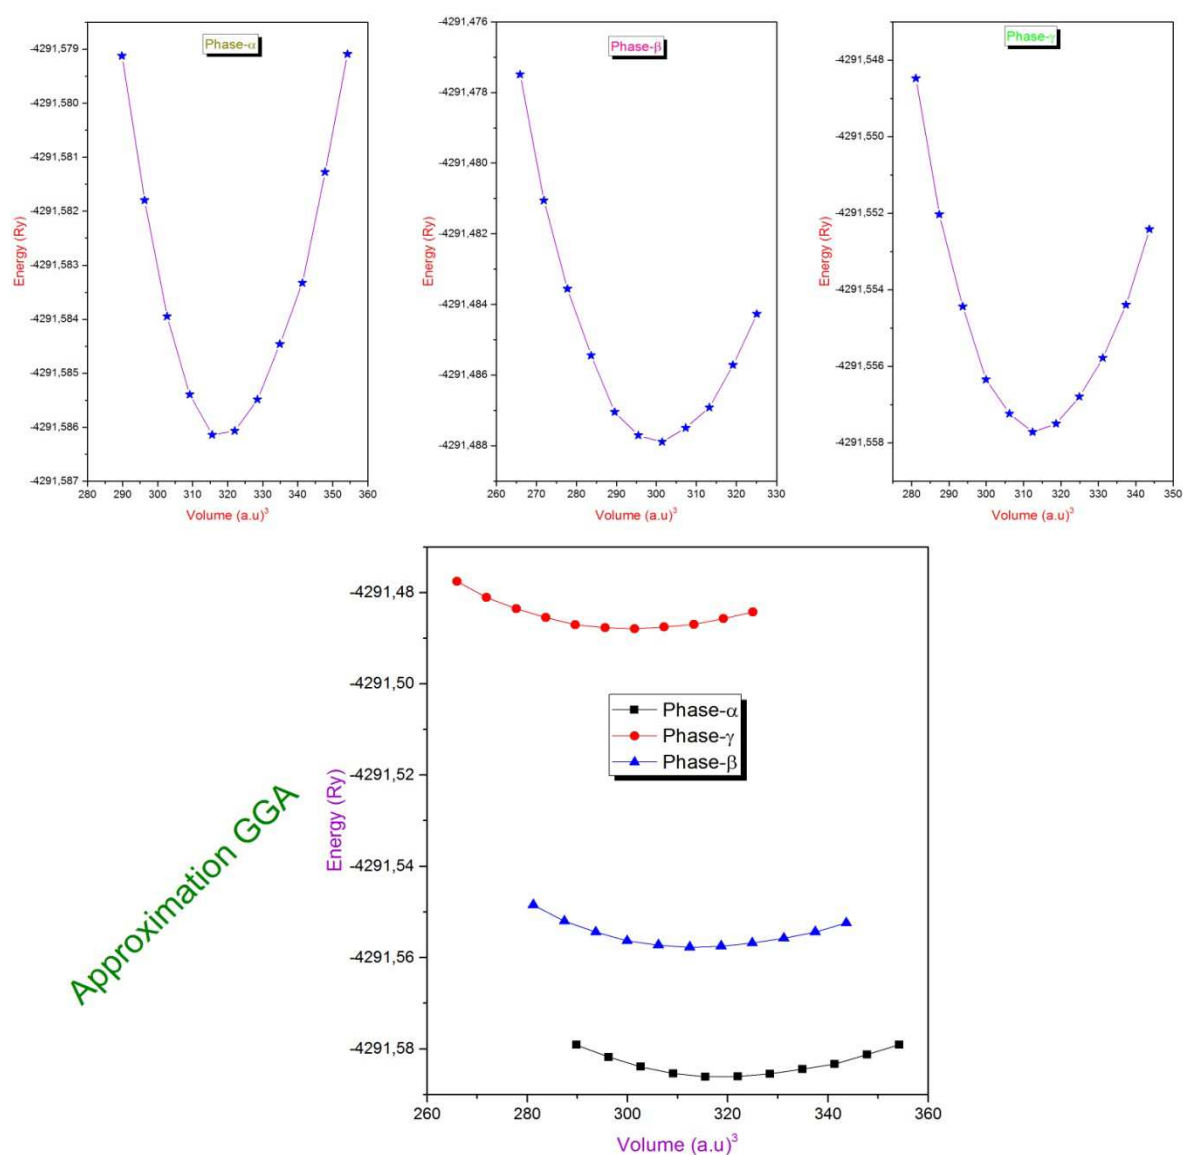 Phase-α
-4291,579
-4291,580
-4291,581
-4291,582
-4291,583
-4291,584
-4291,585
-4291,586
-4291,587
Energy (Ry)
280 290 300 310 320 330 340 350 360
Volume (a.u)³
Phase-β
-4291,476
-4291,478
-4291,480
-4291,482
-4291,484
-4291,486
-4291,488
Energy (Ry)
260 270 280 290 300 310 320 330
Volume (a.u)³
Phase-γ
-4291,548
-4291,550
-4291,552
-4291,554
-4291,556
-4291,558
Energy (Ry)
280 290 300 310 320 330 340 350
Volume (a.u)³
Approximation GGA
-4291,48
-4291,50
-4291,52
-4291,54
-4291,56
-4291,58
Energy (Ry)
Phase-α
Phase-γ
Phase-β
260 280 300 320 340 360
Volume (a.u)³